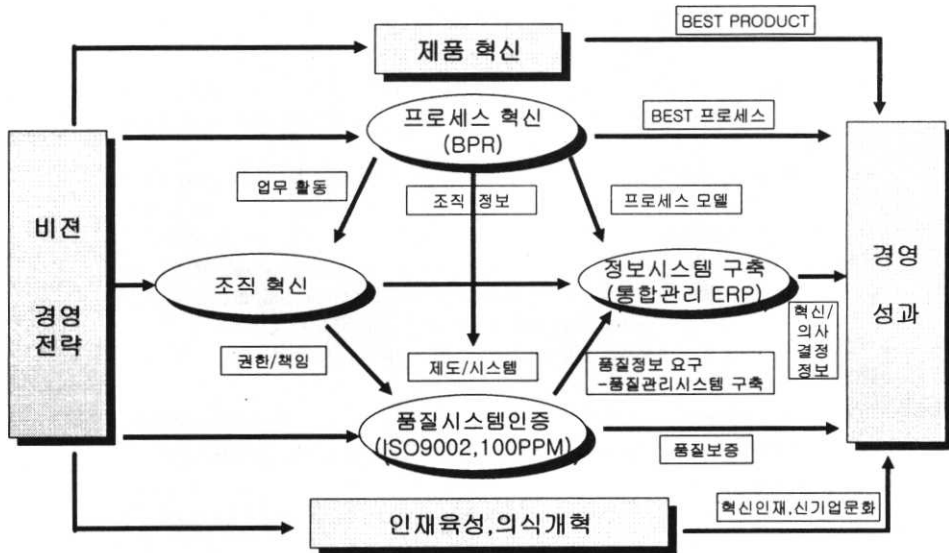 BEST PRODUCT
제품 혁신
프로세스 혁신
(BPR)
BEST 프로세스
업무 활동
조직 정보
프로세스 모델
비젼
경영
전략
조직 혁신
정보시스템 구축
(통합관리 ERP)
경영
성과
혁신/
의사
결정
정보
권한/책임
제도/시스템
품질정보 요구
-품질관리시스템 구축
품질시스템인증
(ISO9002,100PPM)
품질보증
인재육성,의식개혁
혁신인재,신기업문화